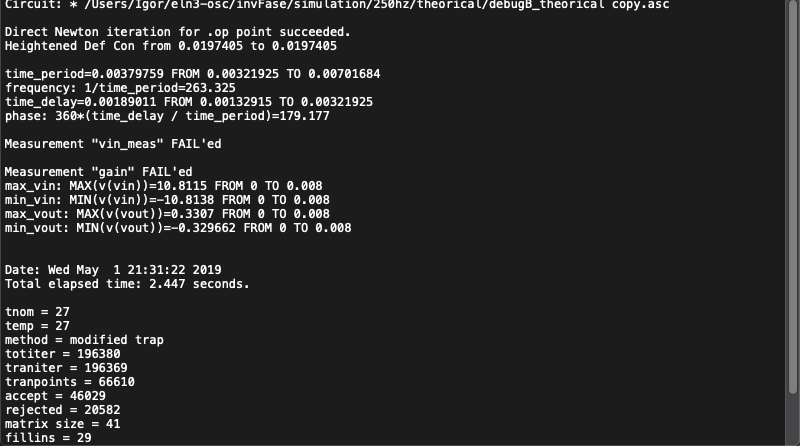 Circuit: * /Users/Igor/eln3-osc/invFase/simulation/250hz/theorical/debugB_theorical copy.asc
Direct Newton iteration for .op point succeeded.
Heightened Def Con from 0.0197405 to 0.0197405
time_period=0.00379759 FROM 0.00321925 TO 0.00701684
frequency: 1/time_period=263.325
time_delay=0.00189011 FROM 0.00132915 TO 0.00321925
phase: 360*(time_delay / time_period)=179.177
Measurement "vin_meas" FAIL'ed
Measurement "gain" FAIL'ed
max_vin: MAX(v(vin))=10.8115 FROM 0 TO 0.008
min_vin: MIN(v(vin))=-10.8138 FROM 0 TO 0.008
max_vout: MAX(v(vout))=0.3307 FROM 0 TO 0.008
min_vout: MIN(v(vout))=-0.329662 FROM 0 TO 0.008
Date: Wed May  1 21:31:22 2019
Total elapsed time: 2.447 seconds.
tnom = 27
temp = 27
method = modified trap
totiter = 196380
traniter = 196369
tranpoints = 66610
accept = 46029
rejected = 20582
matrix size = 41
fillins = 29